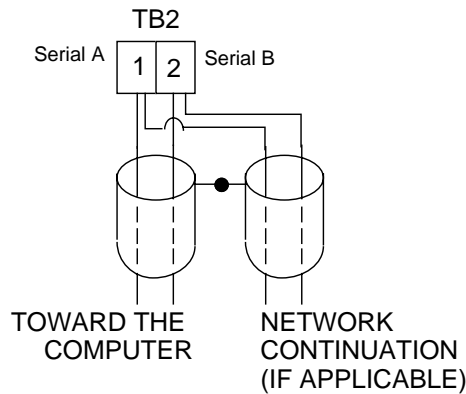 TB2
Serial A
1 2
Serial B
TOWARD THE
COMPUTER
NETWORK
CONTINUATION
(IF APPLICABLE)